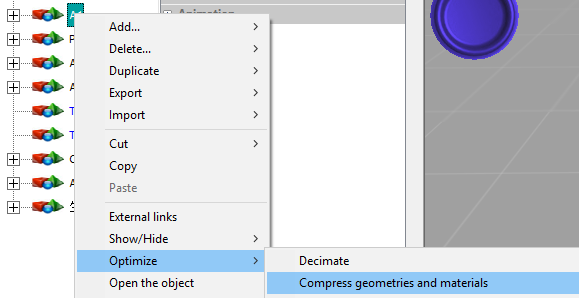 Animation
Add...
Delete...
Duplicate
Export
Import
Cut
Copy
Paste
External links
Show/Hide
Optimize
Decimate
Open the object
Compress geometries and materials